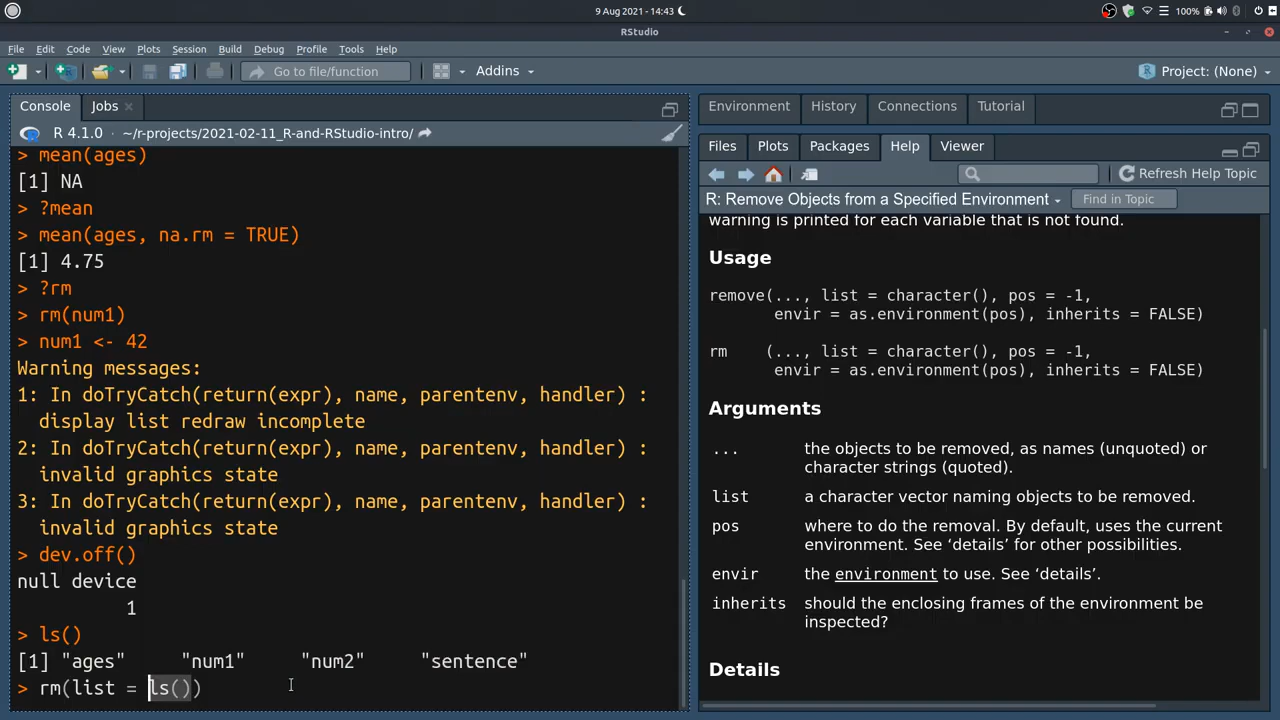 9 Aug 2021 - 14:43
100%
RStudio
File Edit Code View Plots Session Build Debug Profile Tools Help
Go to file/function
Addins
Project: (None)
Console Jobs
R 4.1.0 · ~/r-projects/2021-02-11_R-and-RStudio-intro/
> mean(ages)
[1] NA
> ?mean
> mean(ages, na.rm = TRUE)
[1] 4.75
> ?rm
> rm(num1)
> num1 <- 42
Warning messages:
1: In doTryCatch(return(expr), name, parentenv, handler) :
display list redraw incomplete
2: In doTryCatch(return(expr), name, parentenv, handler) :
invalid graphics state
3: In doTryCatch(return(expr), name, parentenv, handler) :
invalid graphics state
> dev.off()
null device
1
> ls()
[1] "ages" "num1" "num2" "sentence"
> rm(list = ls())
Environment History Connections Tutorial
Files Plots Packages Help Viewer
Refresh Help Topic
R: Remove Objects from a Specified Environment
Find in Topic
warning is printed for each variable that is not found.
Usage
remove(..., list = character(), pos = -1,
envir = as.environment(pos), inherits = FALSE)
rm (..., list = character(), pos = -1,
envir = as.environment(pos), inherits = FALSE)
Arguments
... the objects to be removed, as names (unquoted) or
character strings (quoted).
list a character vector naming objects to be removed.
pos where to do the removal. By default, uses the current
environment. See ‘details’ for other possibilities.
envir the environment to use. See ‘details’.
inherits should the enclosing frames of the environment be
inspected?
Details